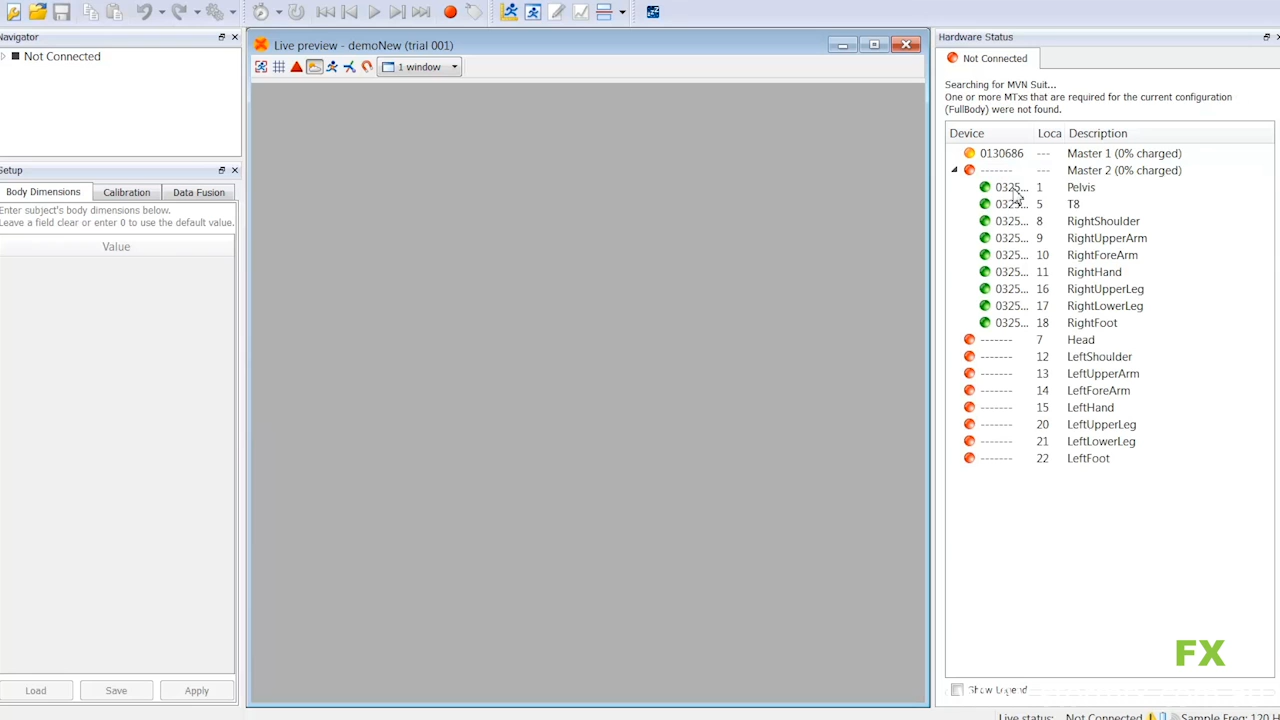 Navigator
Not Connected
Setup
Body Dimensions
Calibration
Data Fusion
Enter subject's body dimensions below.
Leave a field clear or enter 0 to use the default value.
Value
Load
Save
Apply
Live preview - demoNew (trial 001)
1 window
Hardware Status
Not Connected
Searching for MVN Suit...
One or more MTxs that are required for the current configuration
(FullBody) were not found.
Device Loca Description
0130686 --- Master 1 (0% charged)
------- --- Master 2 (0% charged)
0325... 1 Pelvis
0325... 5 T8
0325... 8 RightShoulder
0325... 9 RightUpperArm
0325... 10 RightForeArm
0325... 11 RightHand
0325... 16 RightUpperLeg
0325... 17 RightLowerLeg
0325... 18 RightFoot
------- 7 Head
------- 12 LeftShoulder
------- 13 LeftUpperArm
------- 14 LeftForeArm
------- 15 LeftHand
------- 20 LeftUpperLeg
------- 21 LeftLowerLeg
------- 22 LeftFoot
FX
Show Legend
Live status: Not Connected Sample Freq: 120 H